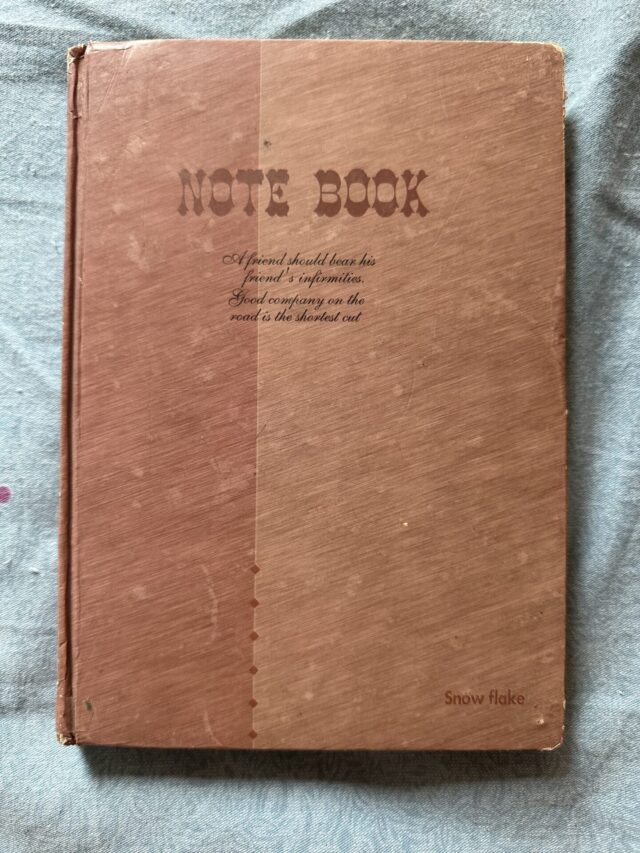 NOTE BOOK
A friend should bear his
friend's infirmities.
Good company on the
road is the shortest cut
Snow flake